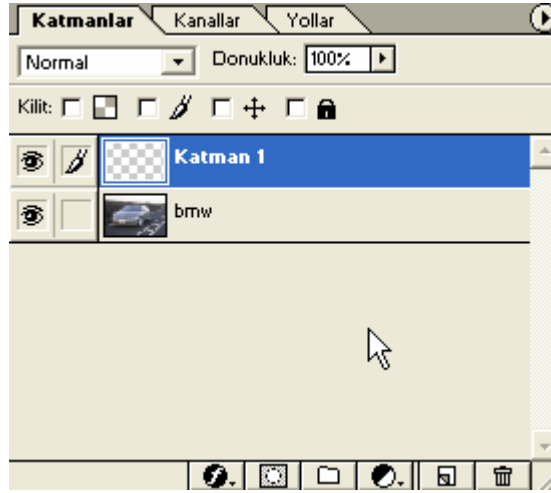 Katmanlar Kanallar Yollar
Normal Donukluk: 100%
Kilit:
Katman 1
bmw